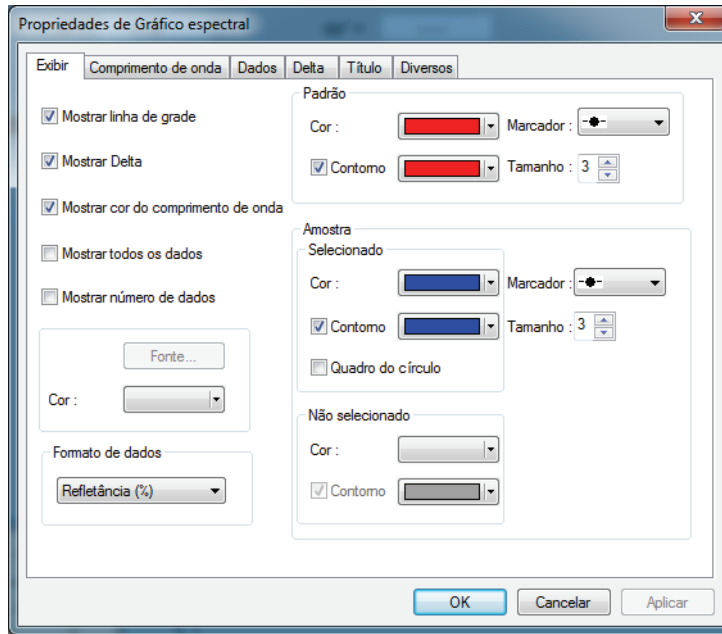 Propriedades de Gráfico espectral
Exibir Comprimento de onda Dados Delta Título Diversos
Mostrar linha de grade
Mostrar Delta
Mostrar cor do comprimento de onda
Mostrar todos os dados
Mostrar número de dados
Fonte...
Cor :
Formato de dados
Refletância (%)
Padrão
Cor : Marcador :
Contorno Tamanho : 3
Amostra
Selecionado
Cor : Marcador :
Contorno Tamanho : 3
Quadro do círculo
Não selecionado
Cor :
Contorno
OK Cancelar Aplicar